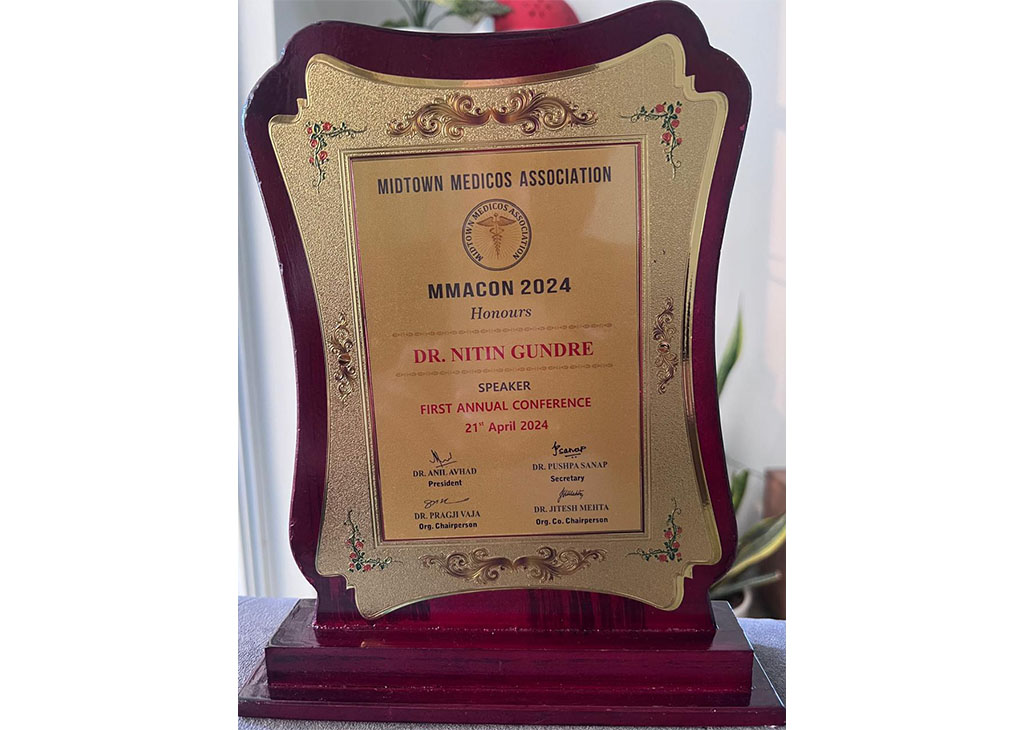 MIDTOWN MEDICOS ASSOCIATION
MIDTOWN MEDICOS ASSOCIATION
MMACON 2024
Honours
DR. NITIN GUNDRE
SPEAKER
FIRST ANNUAL CONFERENCE
21st April 2024
Psanap
DR. ANIL AVHAD
President
DR. PUSHPA SANAP
Secretary
DR. PRAGJI VAJA
Org. Chairperson
DR. JITESH MEHTA
Org. Co. Chairperson